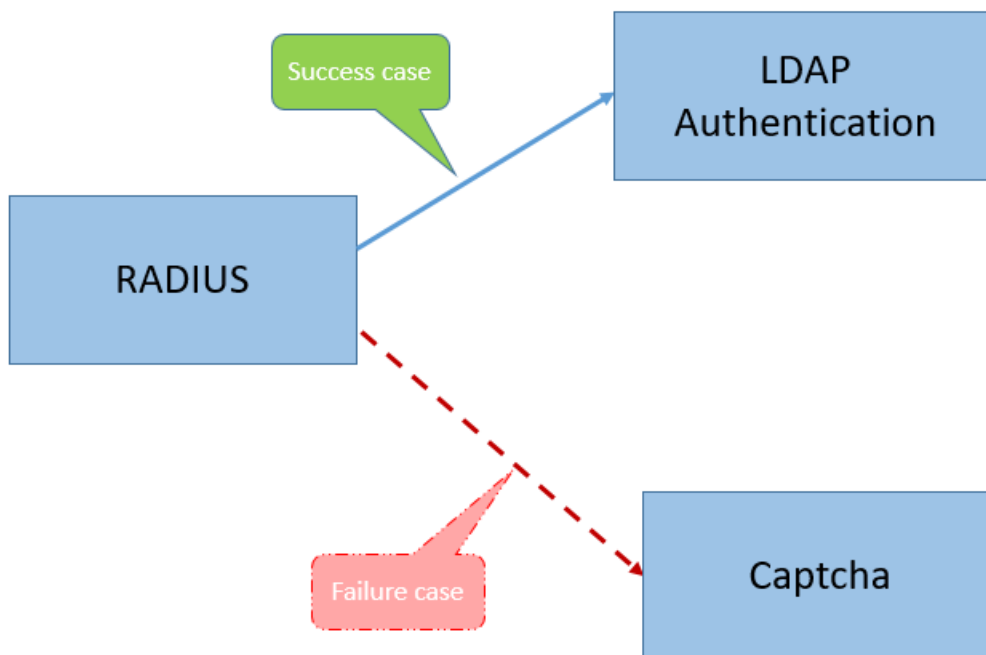 Success case
LDAP
Authentication
RADIUS
Failure case
Captcha